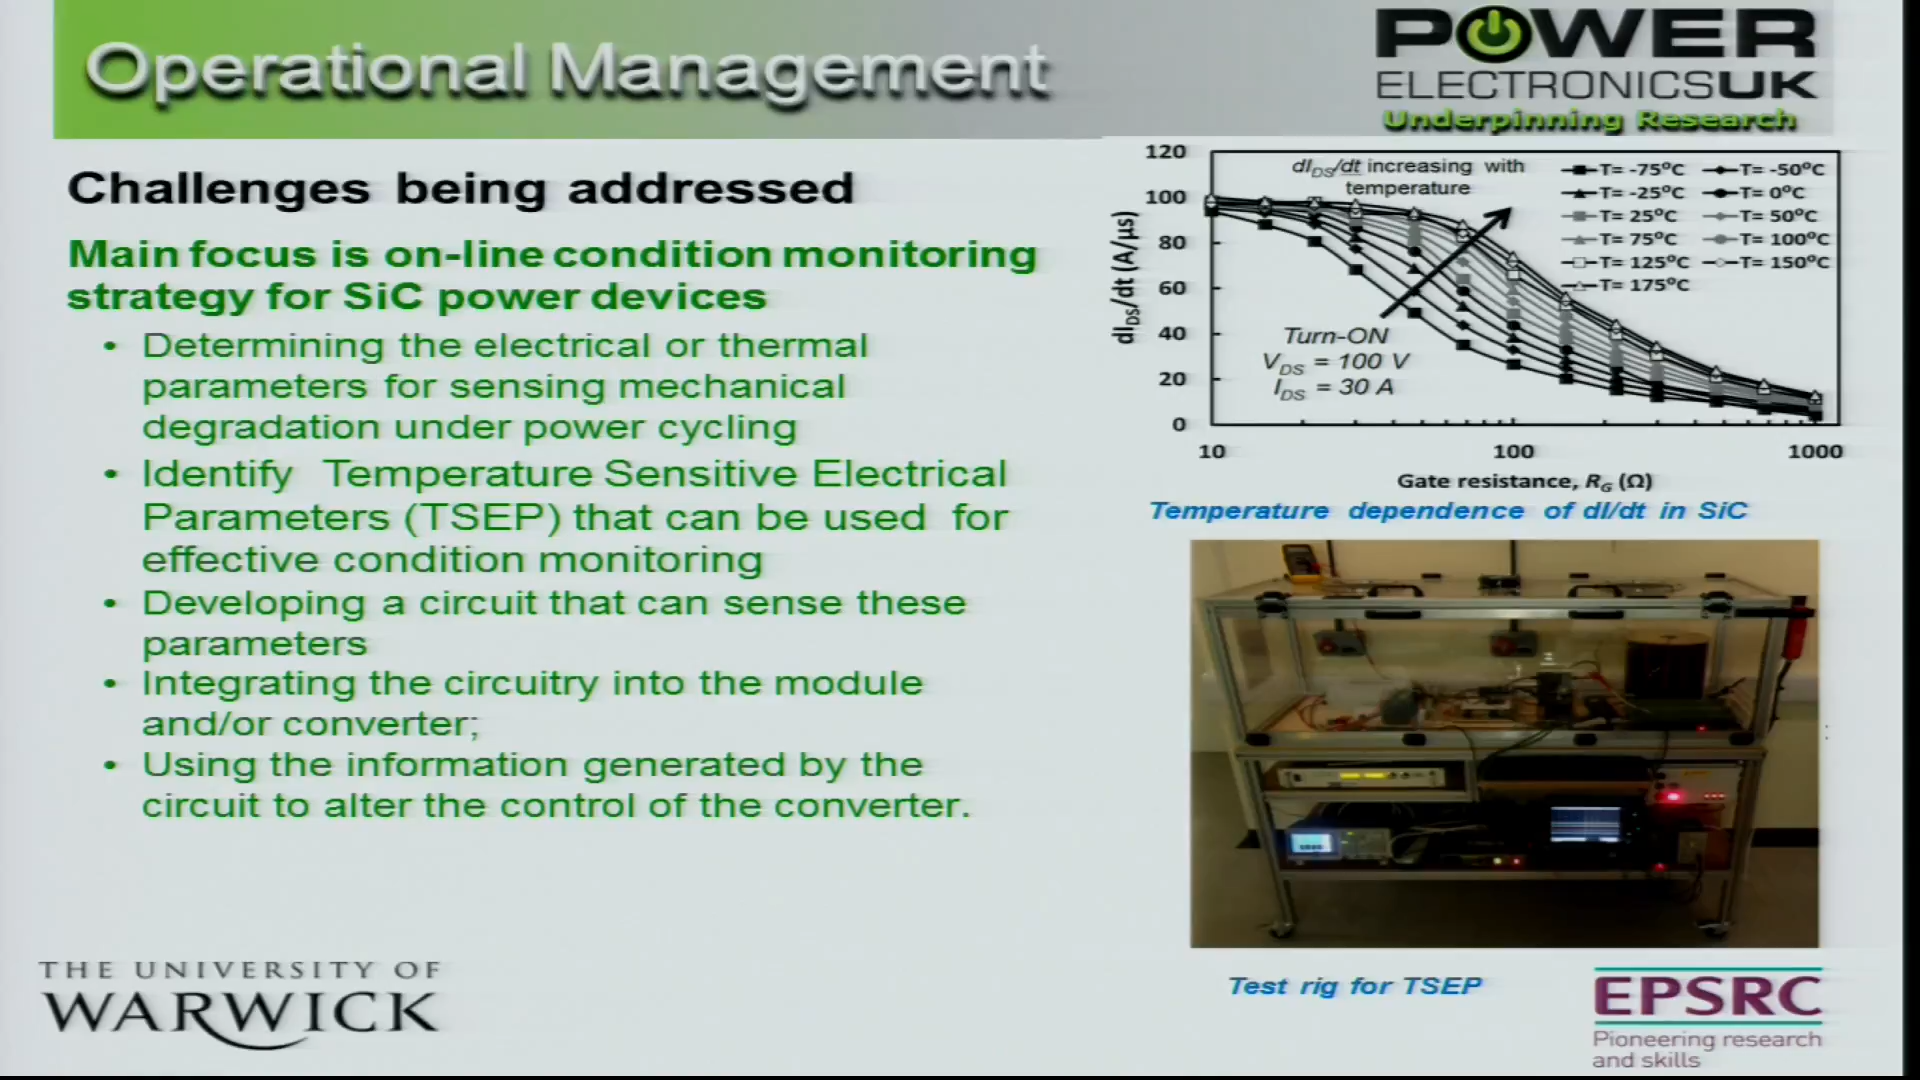 Operational Management
POWER
ELECTRONICSUK
Underpinning Research
Challenges being addressed
Main focus is on-line condition monitoring
strategy for SiC power devices
• Determining the electrical or thermal
parameters for sensing mechanical
degradation under power cycling
• Identify Temperature Sensitive Electrical
Parameters (TSEP) that can be used for
effective condition monitoring
• Developing a circuit that can sense these
parameters
• Integrating the circuitry into the module
and/or converter;
• Using the information generated by the
circuit to alter the control of the converter.
120
100
80
60
40
20
0
dI_DS/dt (A/µs)
dI_DS/dt increasing with
temperature
T= -75°C T= -50°C
T= -25°C T= 0°C
T= 25°C T= 50°C
T= 75°C T= 100°C
T= 125°C T= 150°C
T= 175°C
Turn-ON
V_DS = 100 V
I_DS = 30 A
10 100 1000
Gate resistance, R_G (Ω)
Temperature dependence of dI/dt in SiC
Test rig for TSEP
THE UNIVERSITY OF
WARWICK
EPSRC
Pioneering research
and skills